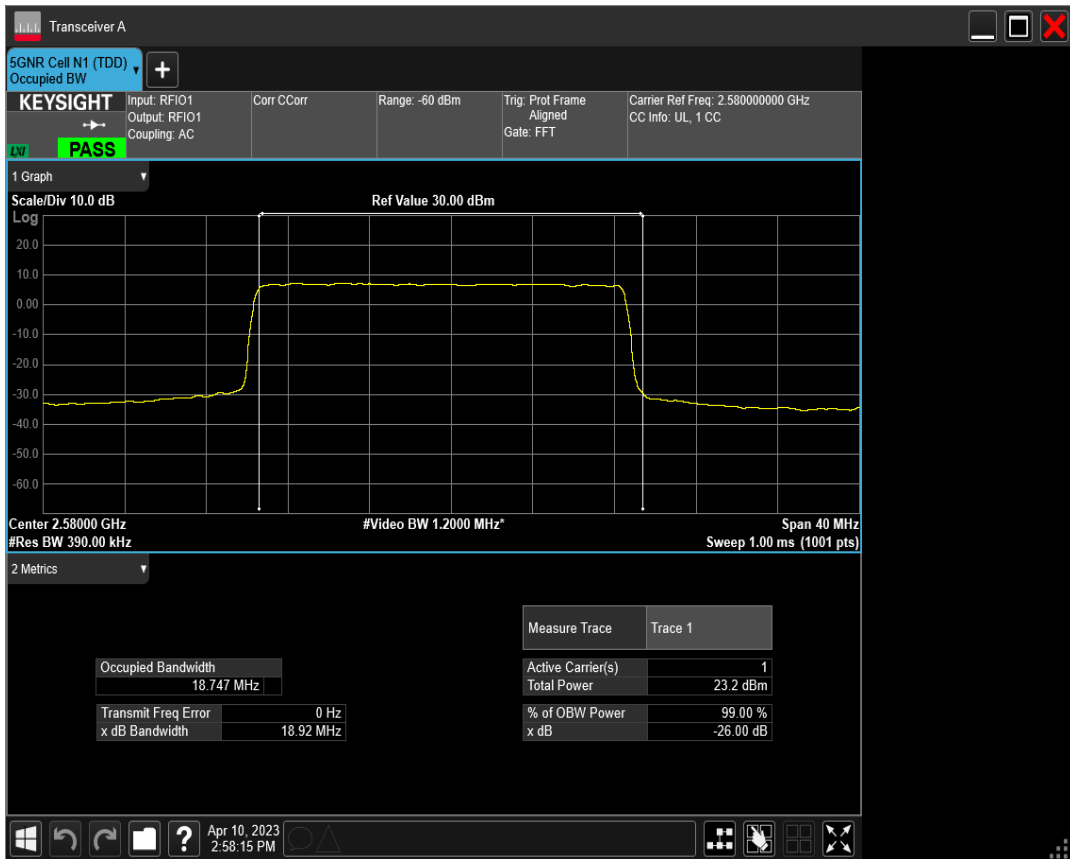 Transceiver A
5GNR Cell N1 (TDD)
Occupied BW
KEYSIGHT
LXI
PASS
Input: RFIO1
Output: RFIO1
Coupling: AC
Corr CCorr
Range: -60 dBm
Trig: Prot Frame
Aligned
Gate: FFT
Carrier Ref Freq: 2.580000000 GHz
CC Info: UL, 1 CC
1 Graph
Scale/Div 10.0 dB
Ref Value 30.00 dBm
Log
20.0
10.0
0.00
-10.0
-20.0
-30.0
-40.0
-50.0
-60.0
Center 2.58000 GHz
#Video BW 1.2000 MHz*
Span 40 MHz
#Res BW 390.00 kHz
Sweep 1.00 ms (1001 pts)
2 Metrics
Measure Trace Trace 1
Occupied Bandwidth
18.747 MHz
Active Carrier(s) 1
Total Power 23.2 dBm
Transmit Freq Error 0 Hz
x dB Bandwidth 18.92 MHz
% of OBW Power 99.00 %
x dB -26.00 dB
?
Apr 10, 2023
2:58:15 PM